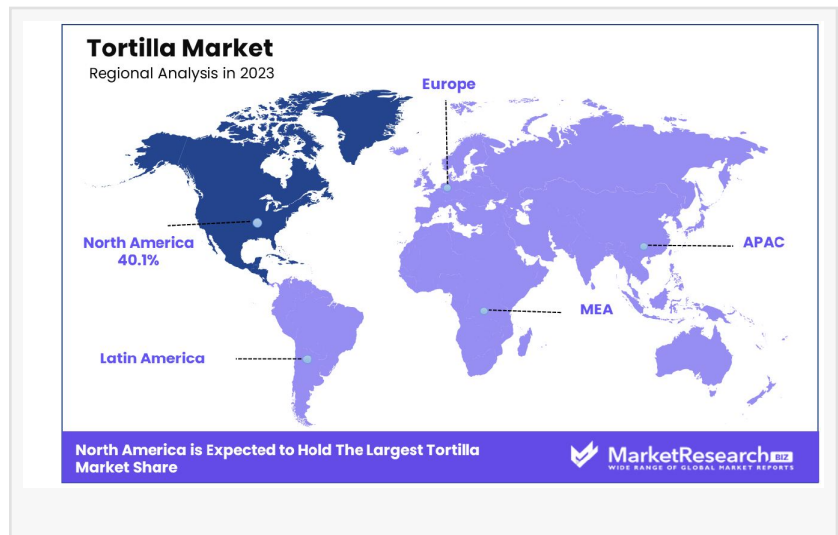 Tortilla Market
Regional Analysis in 2023
Europe
North America
40.1%
APAC
MEA
Latin America
North America is Expected to Hold The Largest Tortilla
Market Share
MarketResearch BIZ
WIDE RANGE OF GLOBAL MARKET REPORTS